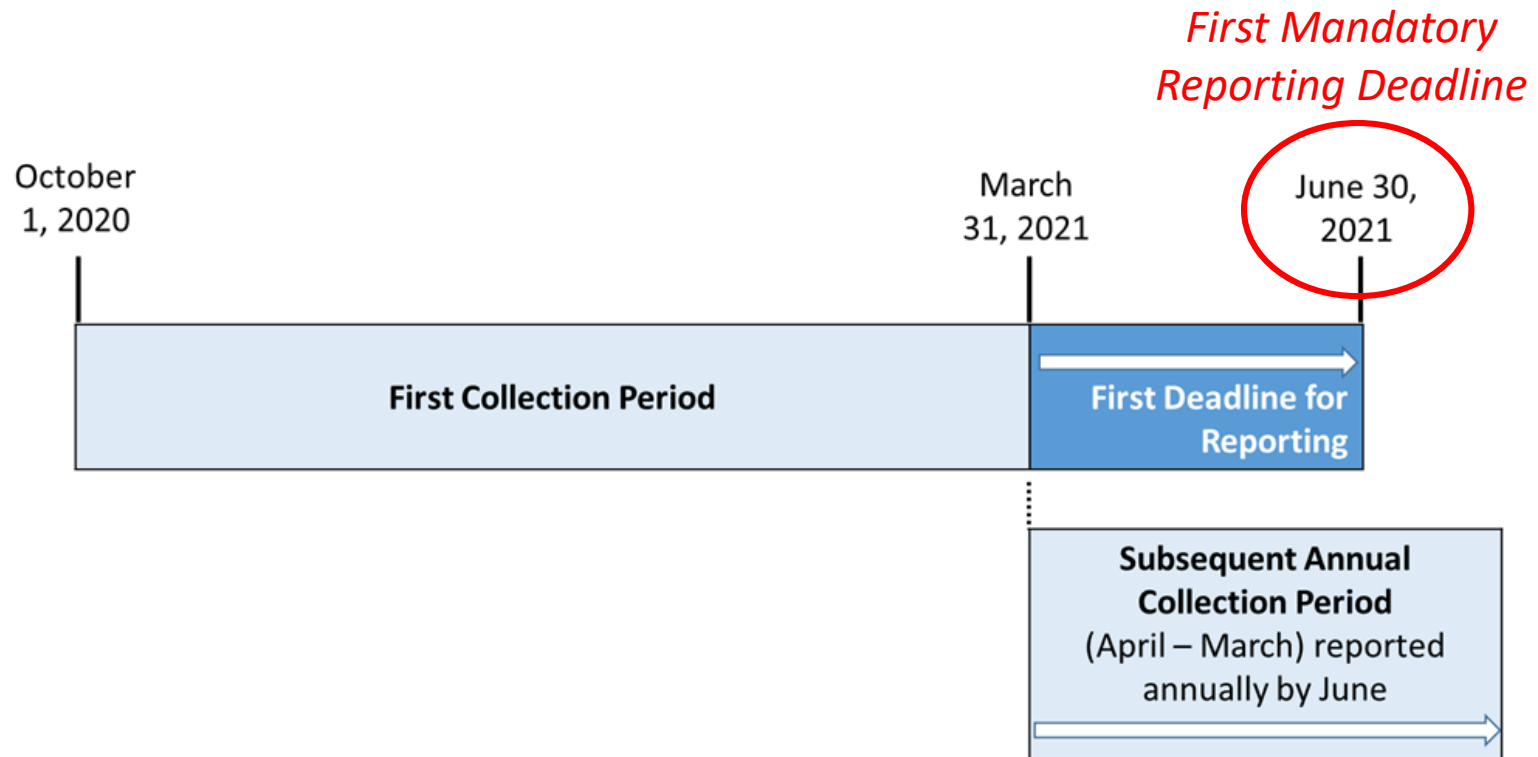 First Mandatory
Reporting Deadline
October
1, 2020
March
31, 2021
June 30,
2021
First Collection Period
First Deadline for
Reporting
Subsequent Annual
Collection Period
(April – March) reported
annually by June